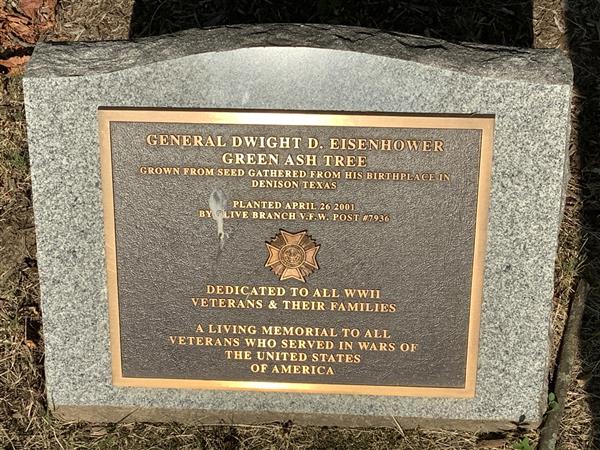 GENERAL DWIGHT D. EISENHOWER
GREEN ASH TREE
GROWN FROM SEED GATHERED FROM HIS BIRTHPLACE IN
DENISON TEXAS
PLANTED APRIL 26 2001
BY OLIVE BRANCH V.F.W. POST #7936
DEDICATED TO ALL WWII
VETERANS & THEIR FAMILIES
A LIVING MEMORIAL TO ALL
VETERANS WHO SERVED IN WARS OF
THE UNITED STATES
OF AMERICA